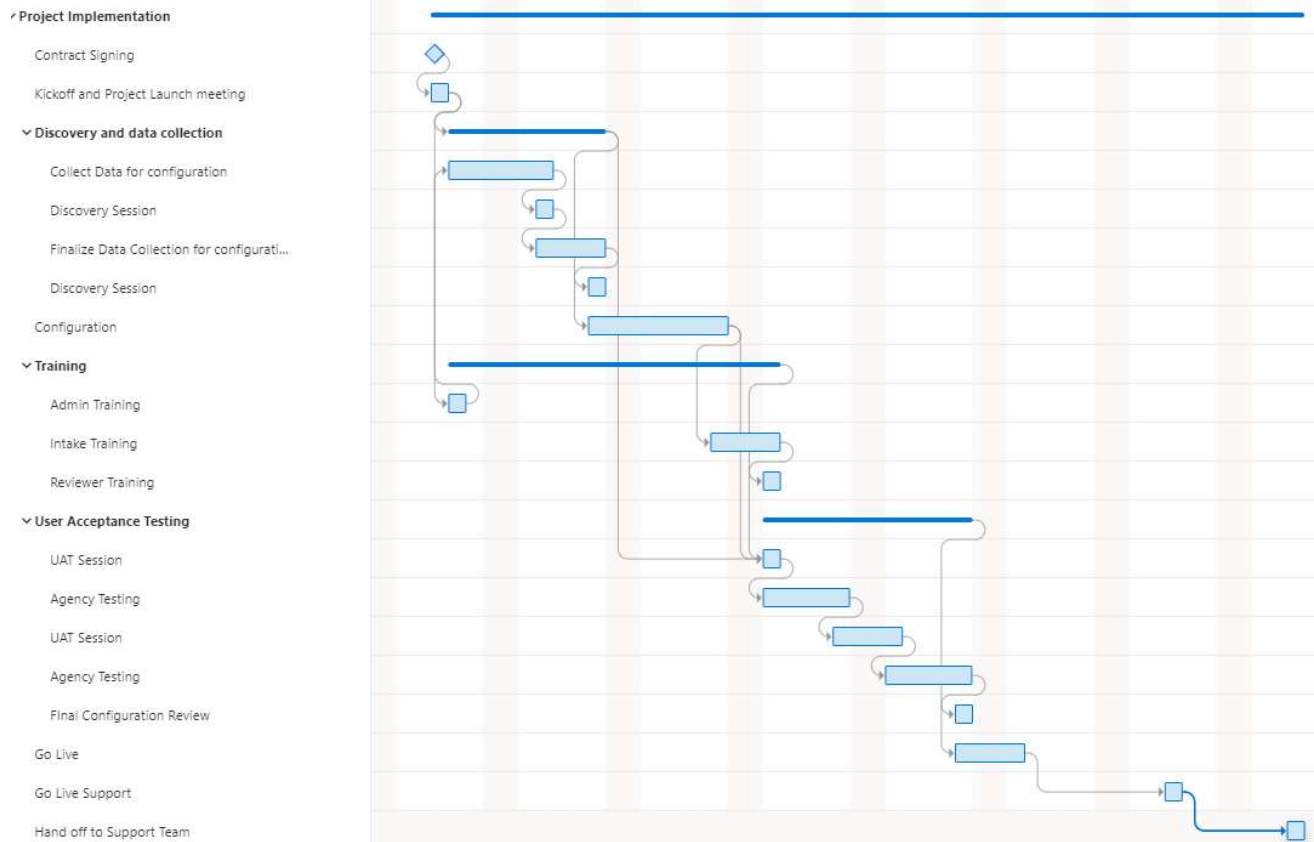 Project Implementation
Contract Signing
Kickoff and Project Launch meeting
Discovery and data collection
Collect Data for configuration
Discovery Session
Finalize Data Collection for configurati...
Discovery Session
Configuration
Training
Admin Training
Intake Training
Reviewer Training
User Acceptance Testing
UAT Session
Agency Testing
UAT Session
Agency Testing
Final Configuration Review
Go Live
Go Live Support
Hand off to Support Team